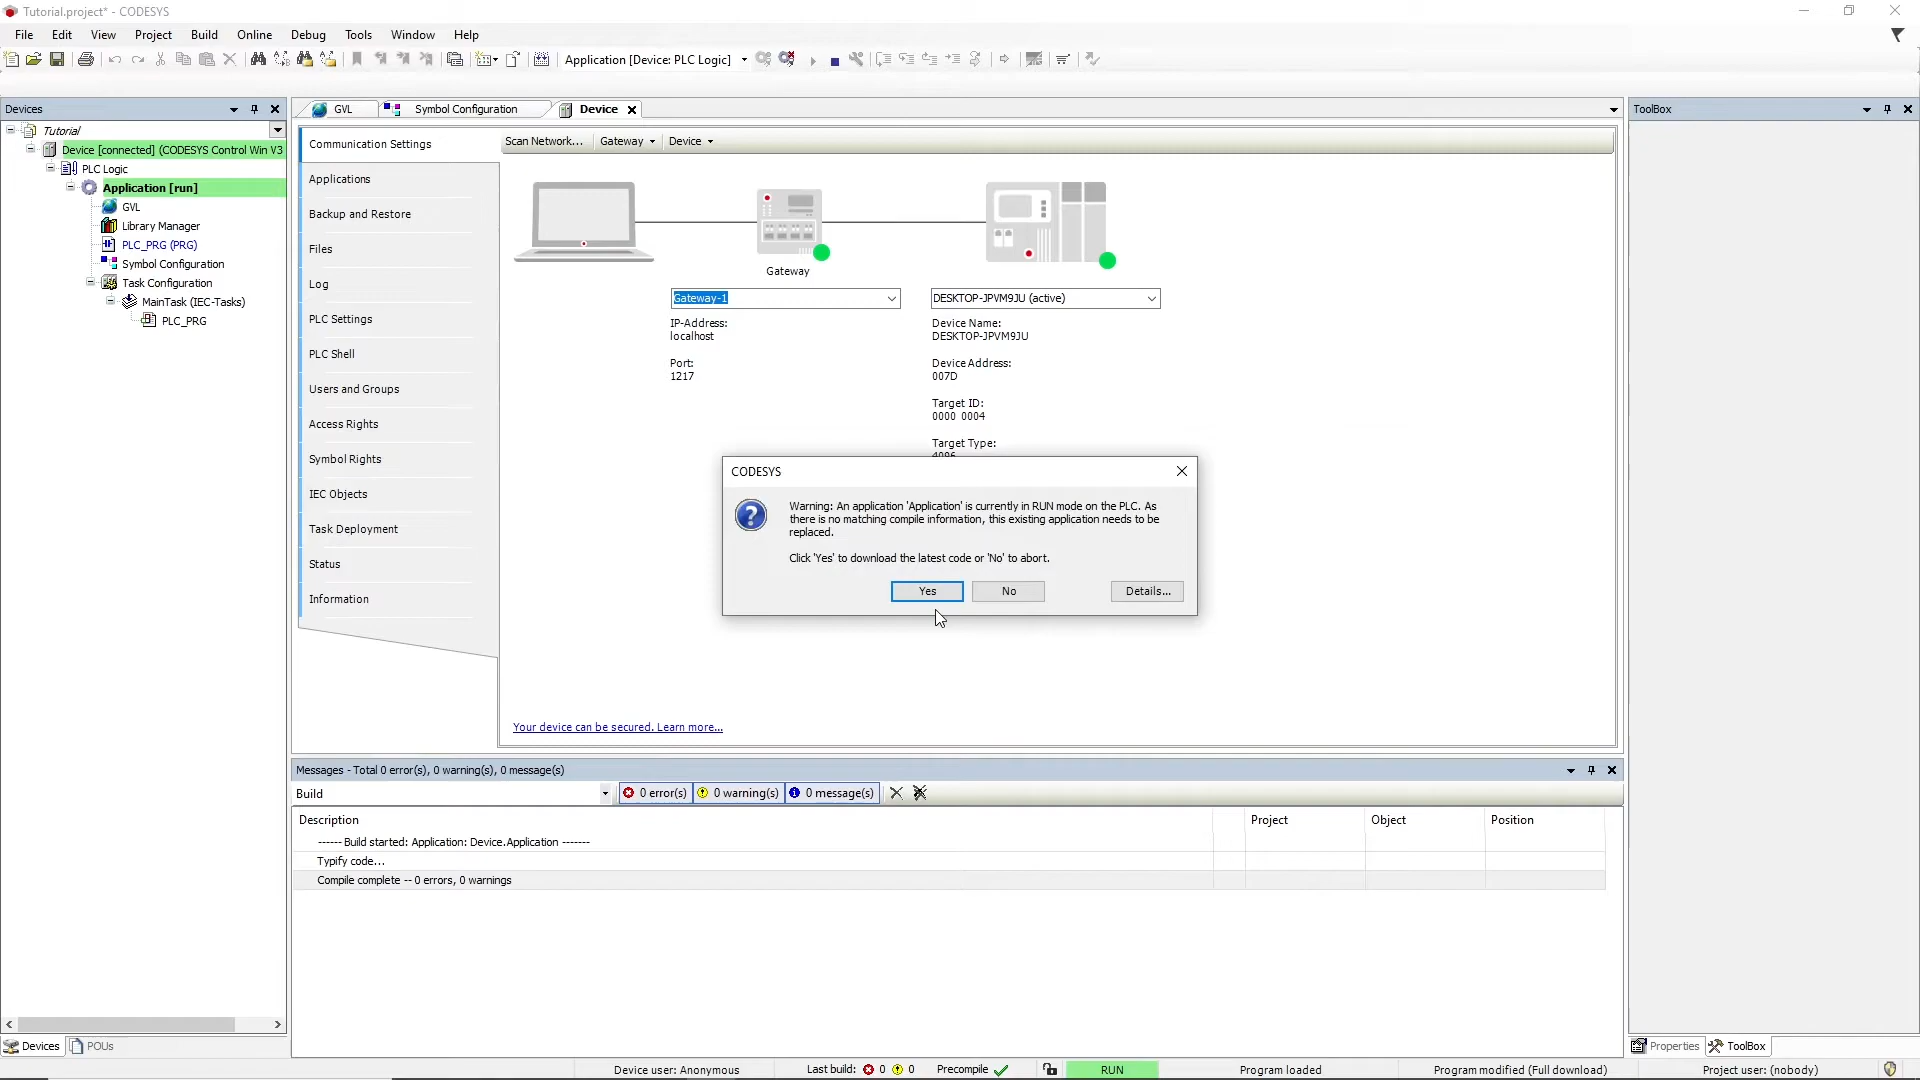 Tutorial.project* - CODESYS
File Edit View Project Build Online Debug Tools Window Help
Application [Device: PLC Logic]
Devices
Tutorial
Device [connected] (CODESYS Control Win V3
PLC Logic
Application [run]
GVL
Library Manager
PLC_PRG (PRG)
Symbol Configuration
Task Configuration
MainTask (IEC-Tasks)
PLC_PRG
Devices POUs
GVL Symbol Configuration Device
Communication Settings
Applications
Backup and Restore
Files
Log
PLC Settings
PLC Shell
Users and Groups
Access Rights
Symbol Rights
IEC Objects
Task Deployment
Status
Information
Scan Network... Gateway Device
Gateway
Gateway-1
IP-Address:
localhost
Port:
1217
DESKTOP-JPVM9JU (active)
Device Name:
DESKTOP-JPVM9JU
Device Address:
007D
Target ID:
0000 0004
Target Type:
4096
CODESYS
Warning: An application 'Application' is currently in RUN mode on the PLC. As
there is no matching compile information, this existing application needs to be
replaced.
Click 'Yes' to download the latest code or 'No' to abort.
Yes No Details...
Your device can be secured. Learn more...
Messages - Total 0 error(s), 0 warning(s), 0 message(s)
Build 0 error(s) 0 warning(s) 0 message(s)
Description Project Object Position
------ Build started: Application: Device.Application -------
Typify code...
Compile complete -- 0 errors, 0 warnings
ToolBox
Properties ToolBox
Device user: Anonymous Last build: 0 0 Precompile RUN Program loaded Program modified (Full download) Project user: (nobody)